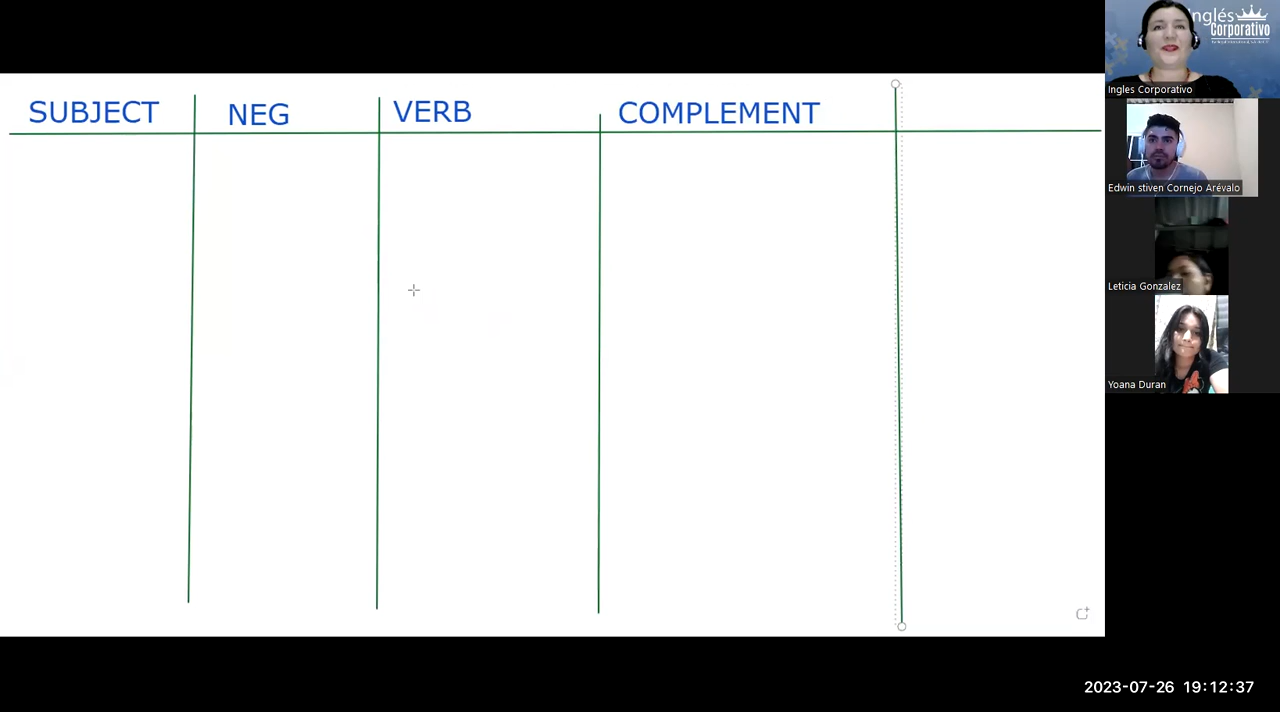 SUBJECT NEG VERB COMPLEMENT
Inglés
Corporativo
Ingles Corporativo
Edwin stiven Cornejo Arévalo
Leticia Gonzalez
Yoana Duran
2023-07-26 19:12:37